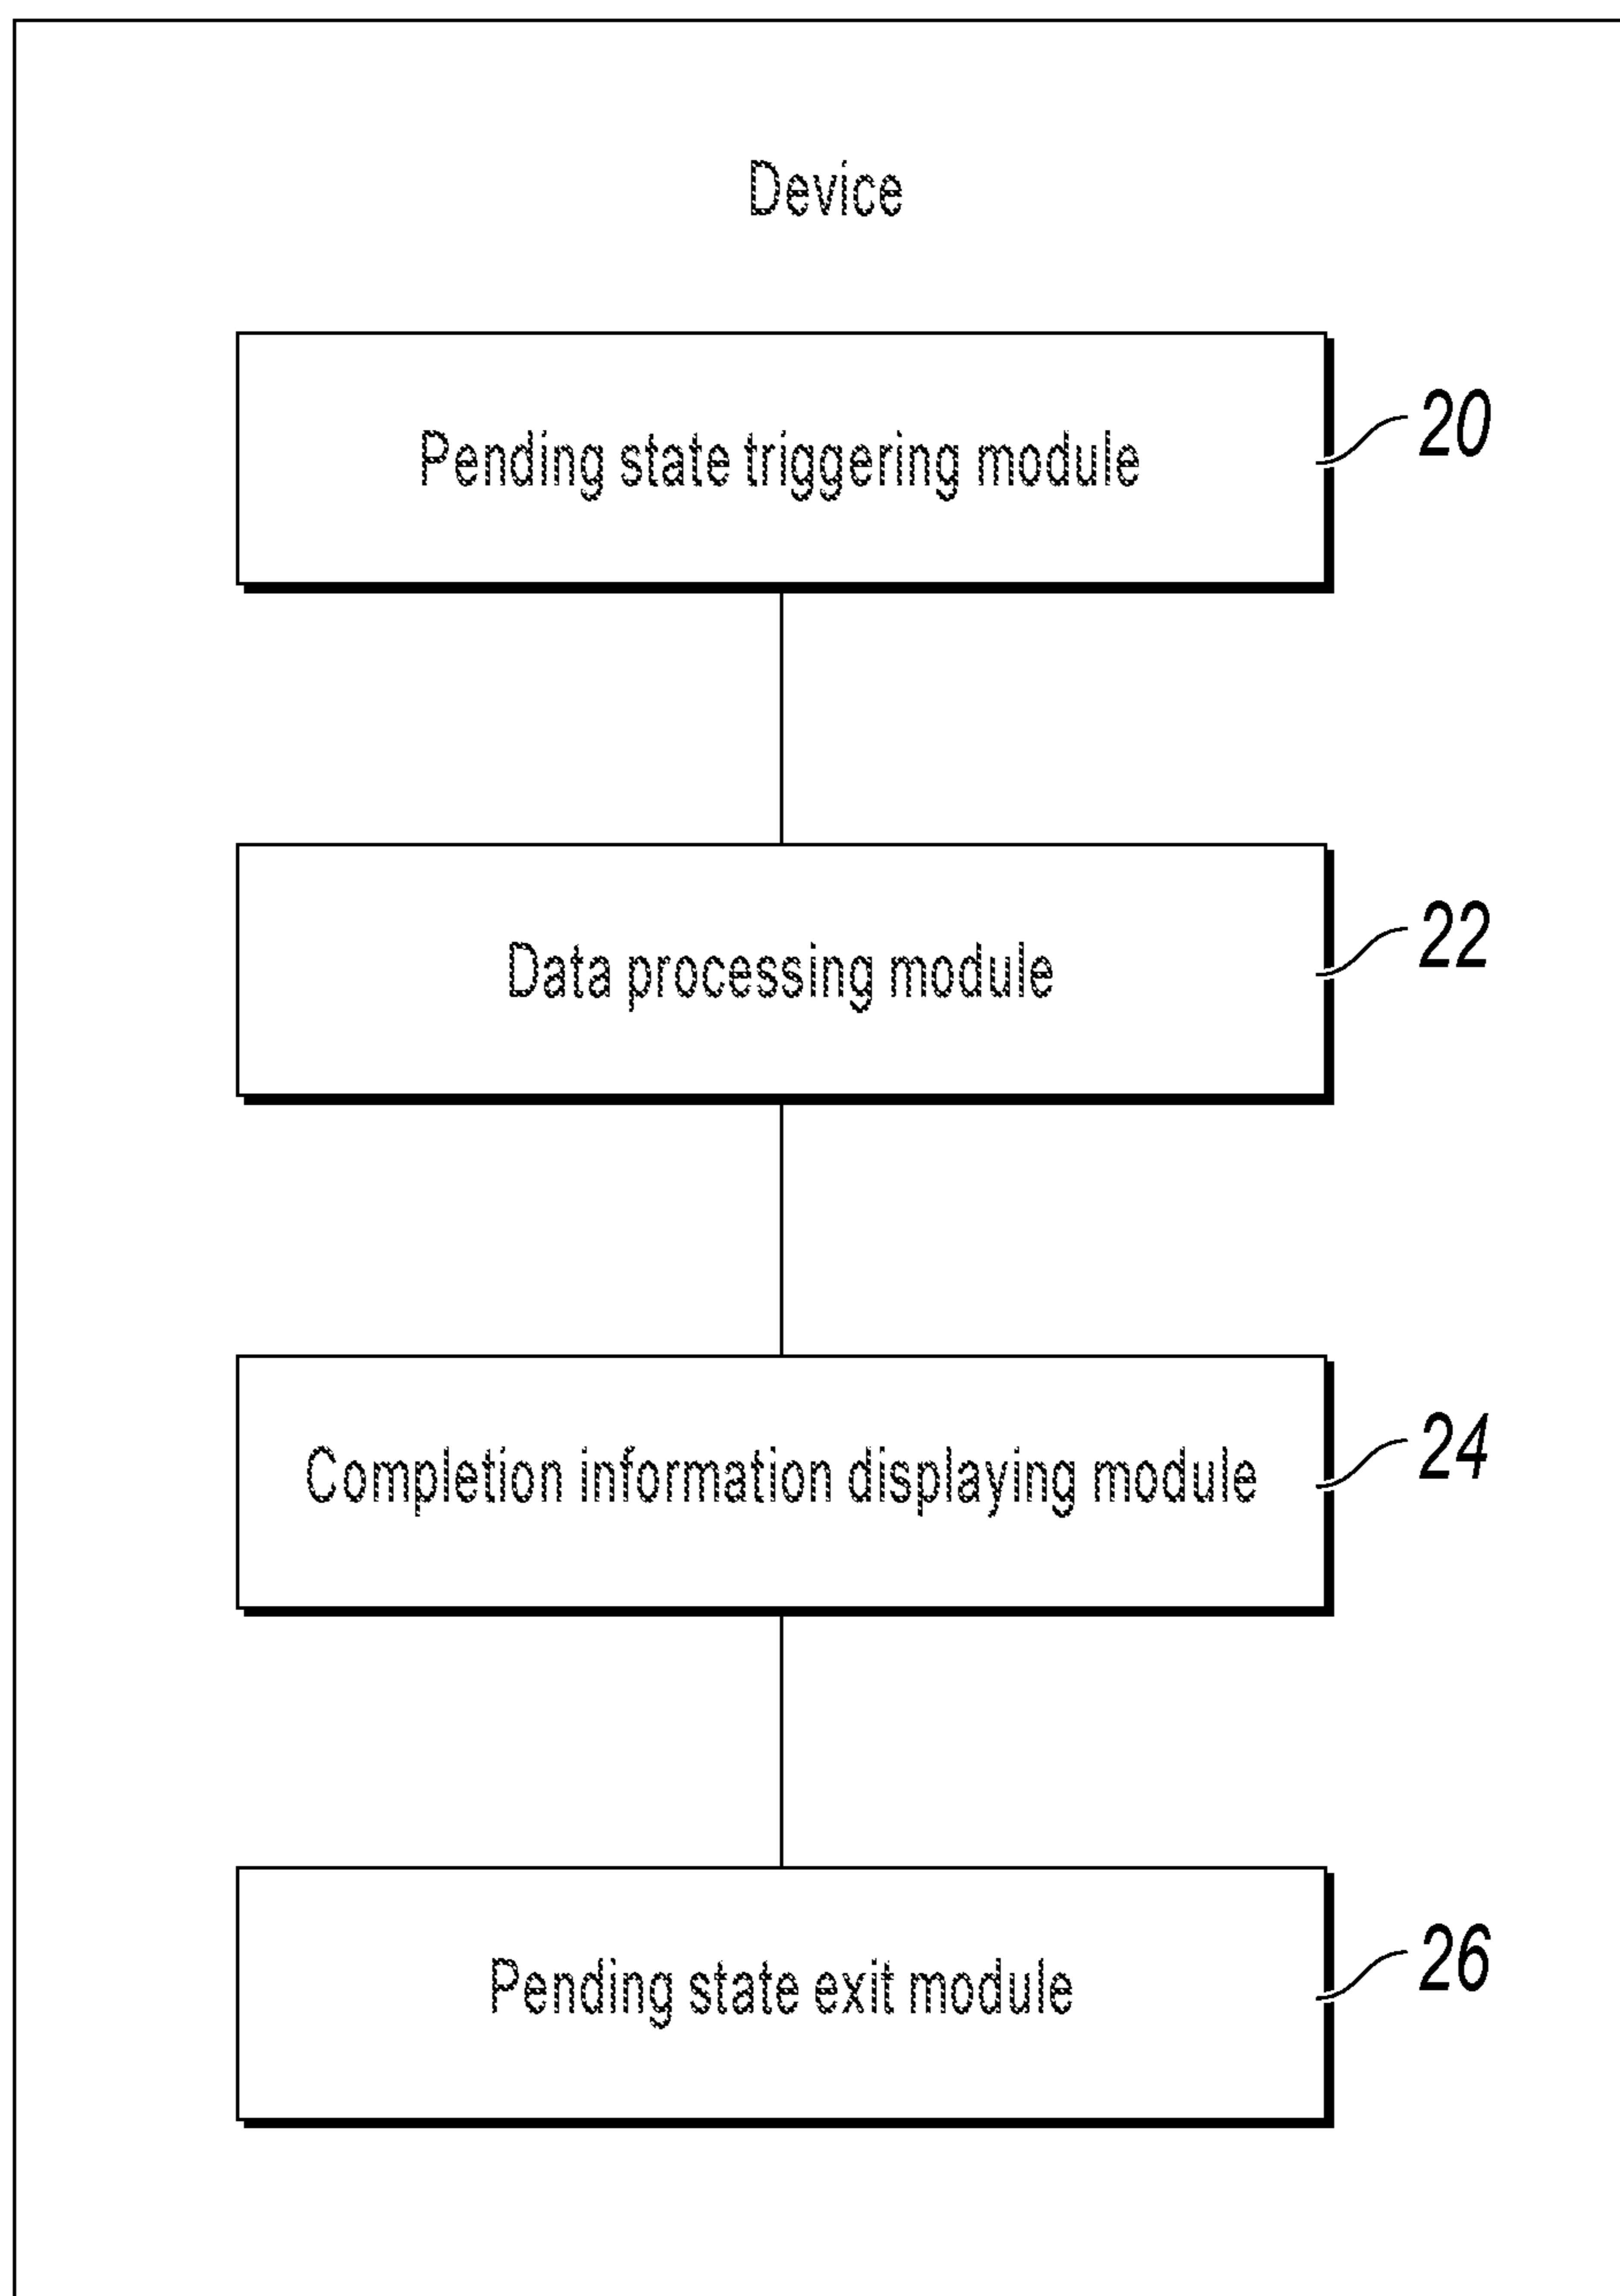 Device
Pending state triggering module
20
Data processing module
22
Completion information displaying module
24
Pending state exit module
26